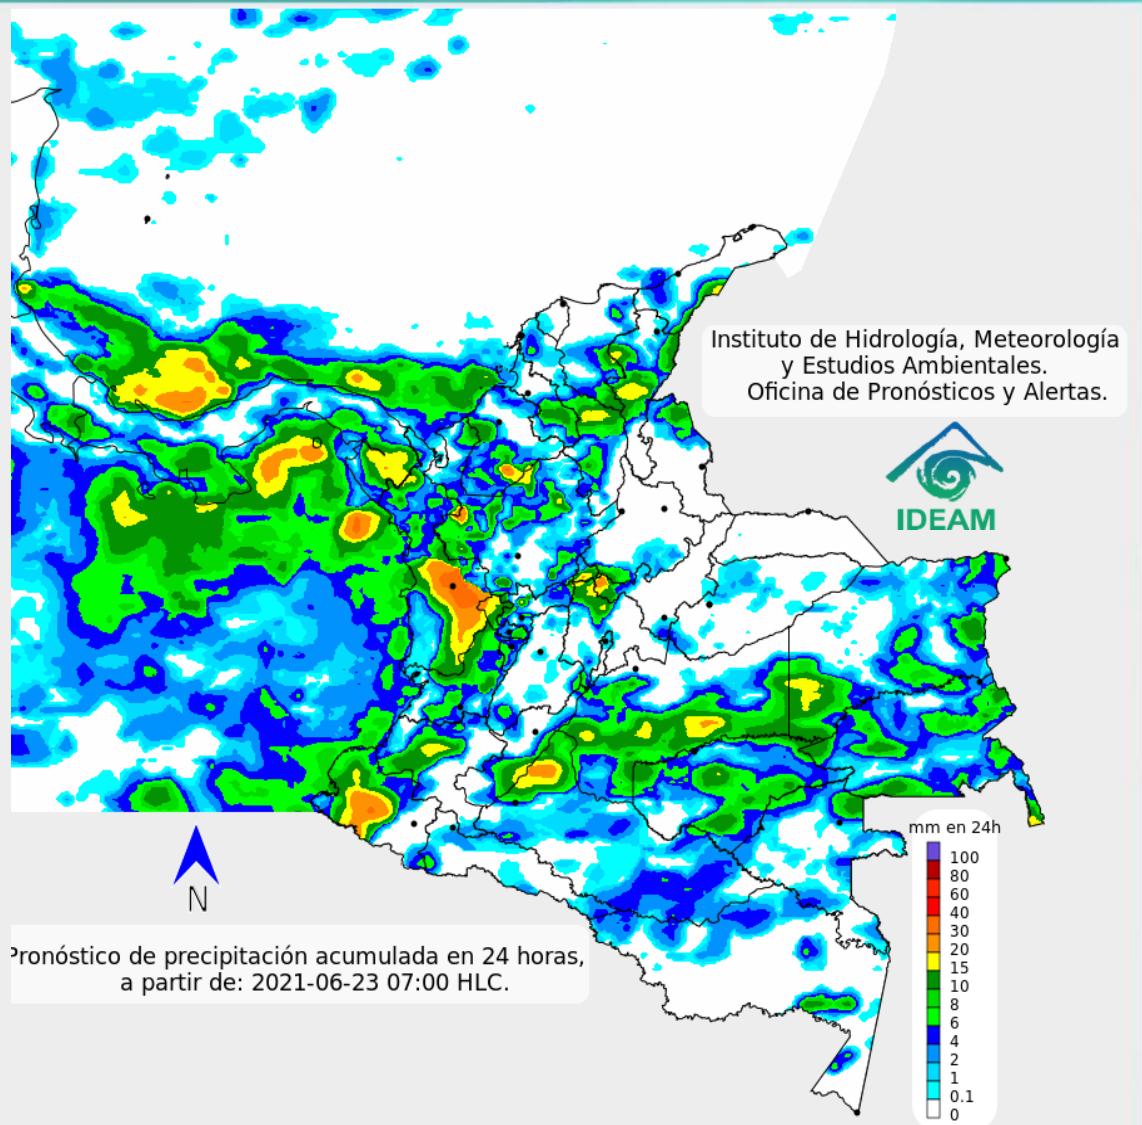 Instituto de Hidrología, Meteorología
y Estudios Ambientales.
Oficina de Pronósticos y Alertas.
IDEAM
mm en 24h
100
80
60
40
30
20
15
10
8
6
4
2
1
0.1
0
N
Pronóstico de precipitación acumulada en 24 horas,
a partir de: 2021-06-23 07:00 HLC.